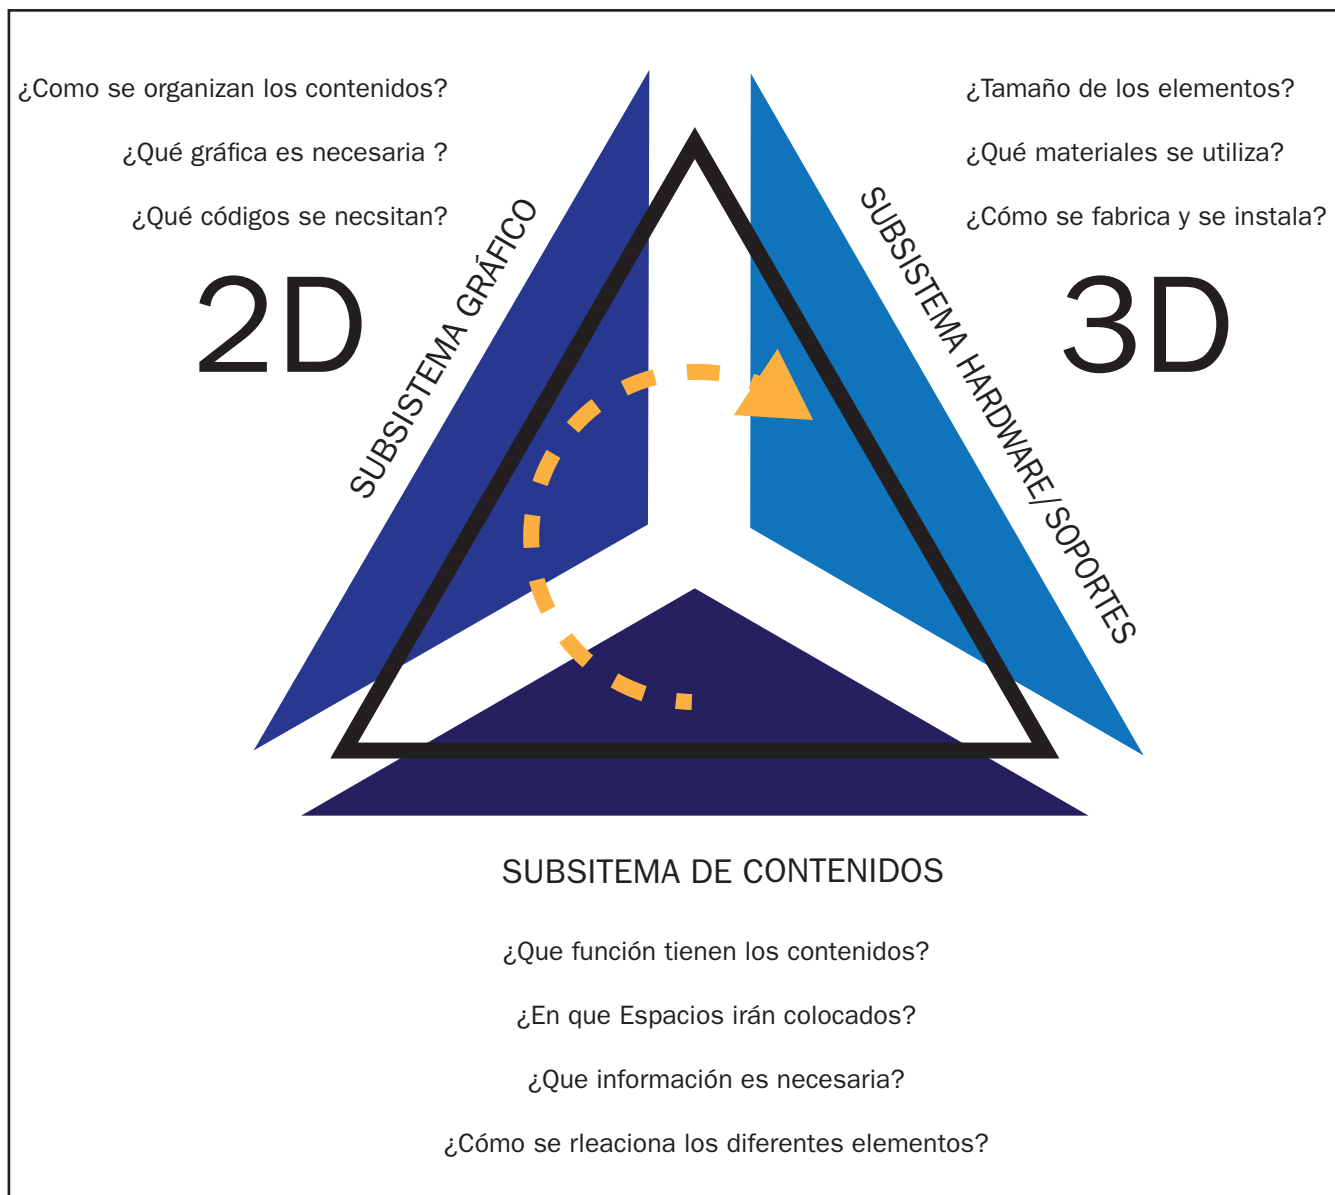 ¿Como se organizan los contenidos?
¿Qué gráfica es necesaria ?
¿Qué códigos se necsitan?
2D
SUBSISTEMA GRÁFICO
¿Tamaño de los elementos?
¿Qué materiales se utiliza?
¿Cómo se fabrica y se instala?
3D
SUBSISTEMA HARDWARE/SOPORTES
SUBSITEMA DE CONTENIDOS
¿Que función tienen los contenidos?
¿En que Espacios irán colocados?
¿Que información es necesaria?
¿Cómo se rleaciona los diferentes elementos?